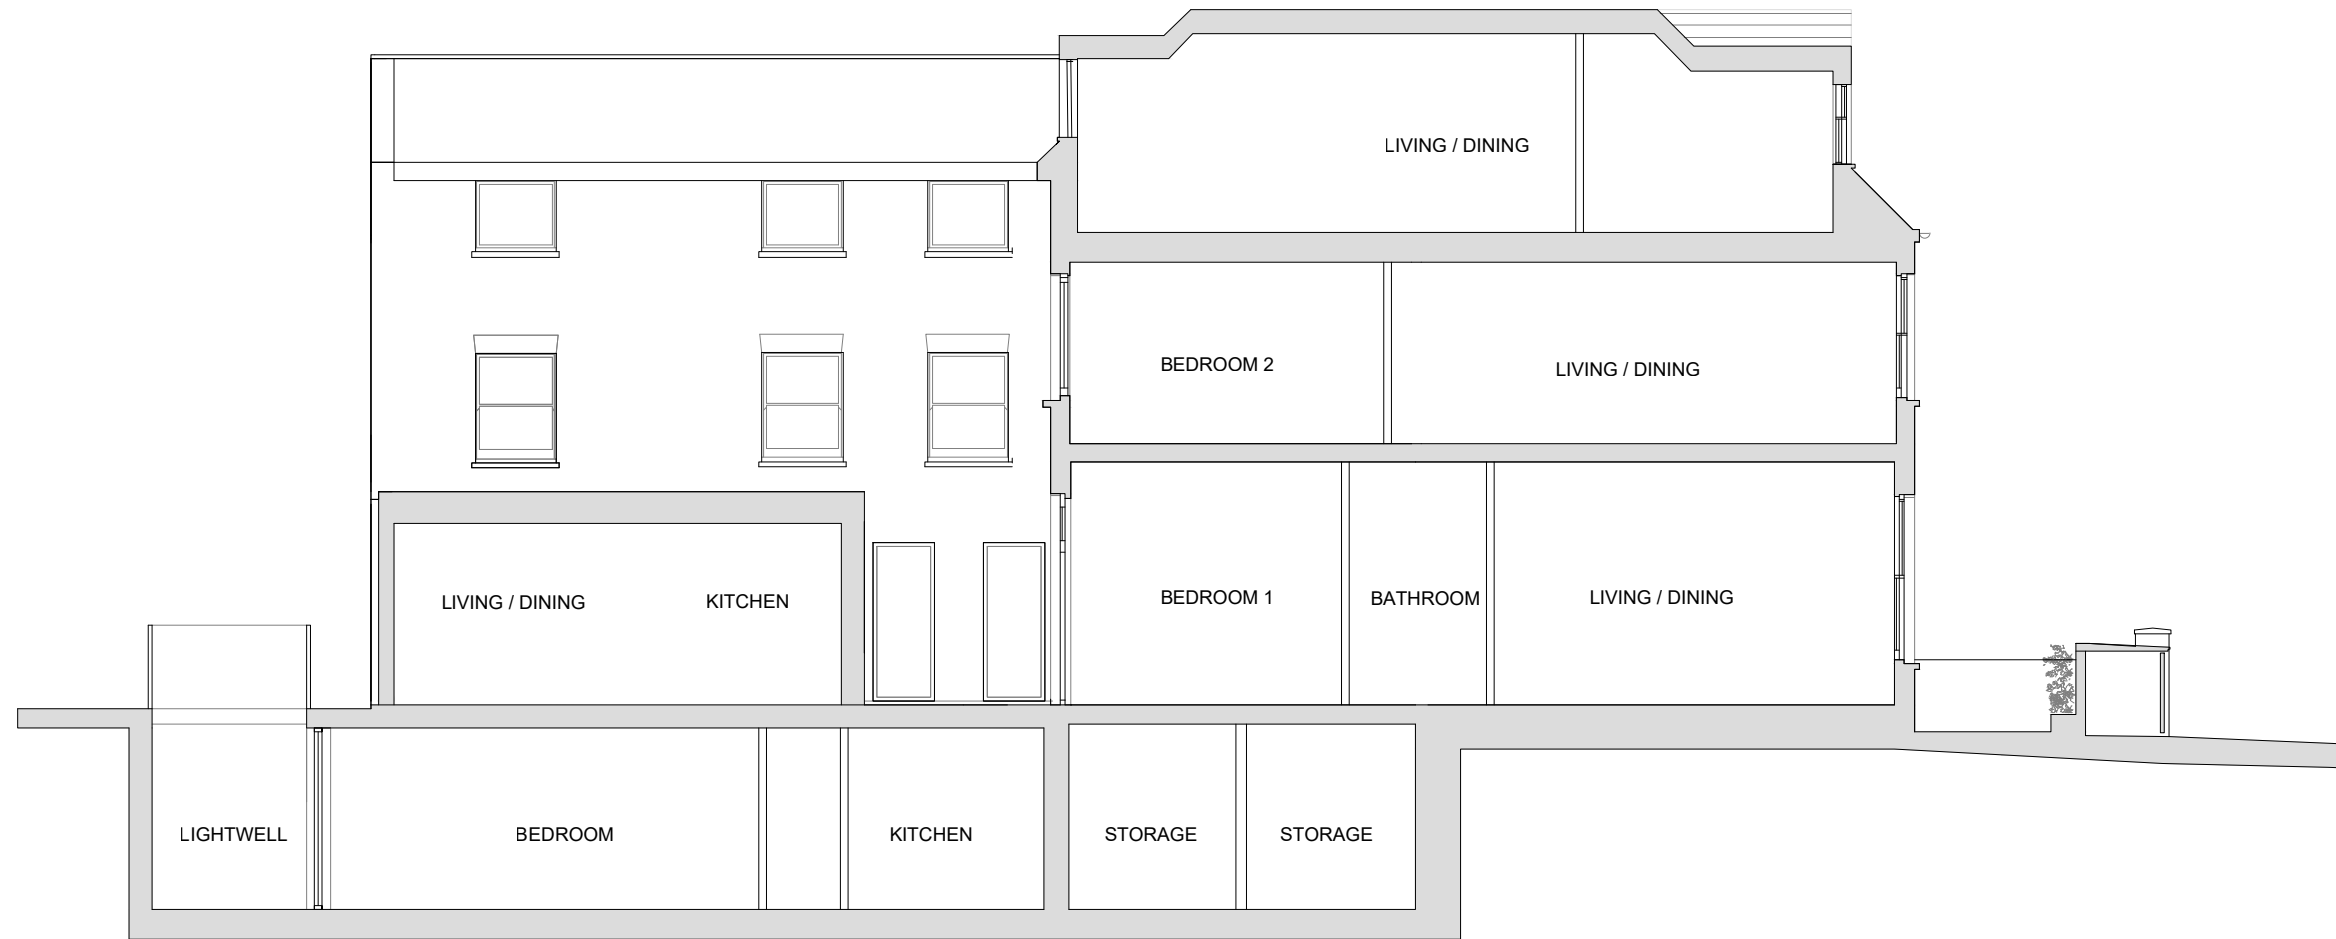 LIVING / DINING
BEDROOM 2
LIVING / DINING
LIVING / DINING
KITCHEN
BEDROOM 1
BATHROOM
LIVING / DINING
LIGHTWELL
BEDROOM
KITCHEN
STORAGE
STORAGE